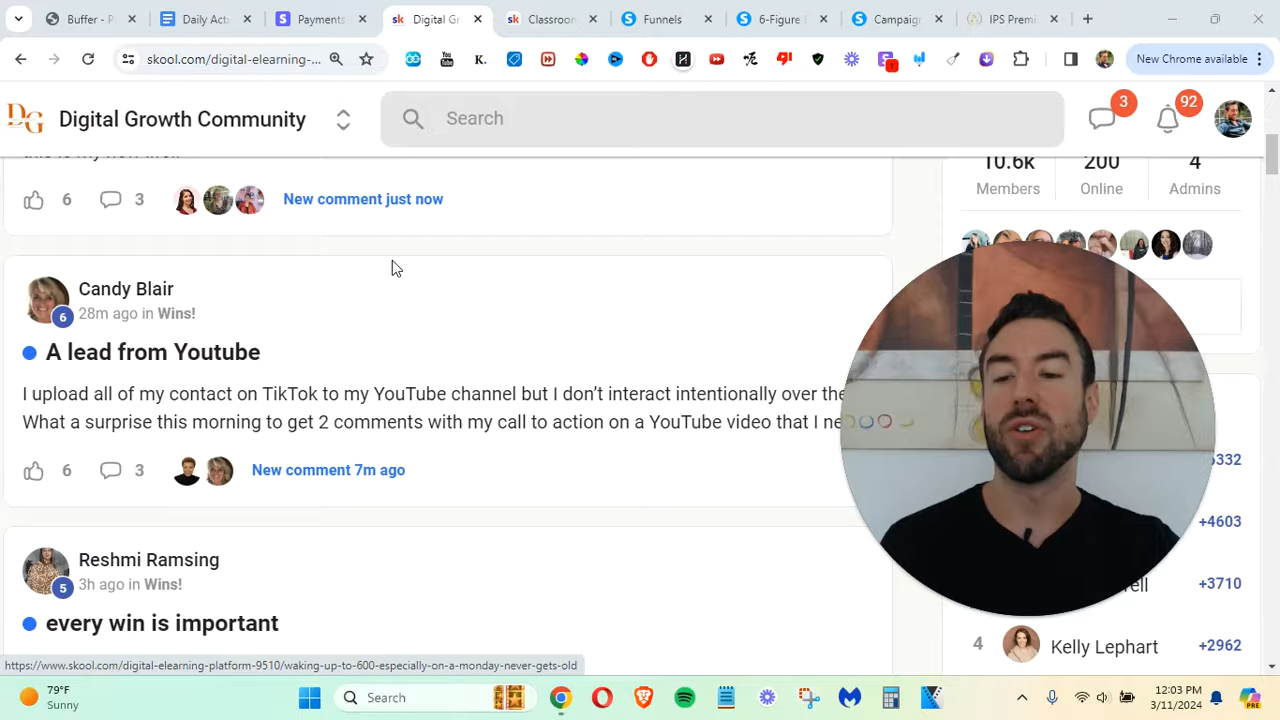 Buffer - P
Daily Act
Payments
Digital Gr
Classroom
Funnels
6-Figure
Campaig
IPS Prem
skool.com/digital-elearning-...
New Chrome available
DG
Digital Growth Community
Search
3
92
6
3
New comment just now
10.6k
200
4
Members
Online
Admins
Candy Blair
6
28m ago in Wins!
A lead from Youtube
I upload all of my contact on TikTok to my YouTube channel but I don't interact intentionally over the
What a surprise this morning to get 2 comments with my call to action on a YouTube video that I ne
6
3
New comment 7m ago
Reshmi Ramsing
5
3h ago in Wins!
every win is important
6332
+4603
+3710
4
Kelly Lephart
+2962
https://www.skool.com/digital-elearning-platform-9510/waking-up-to-600-especially-on-a-monday-never-gets-old
79°F
Sunny
Search
12:03 PM
3/11/2024